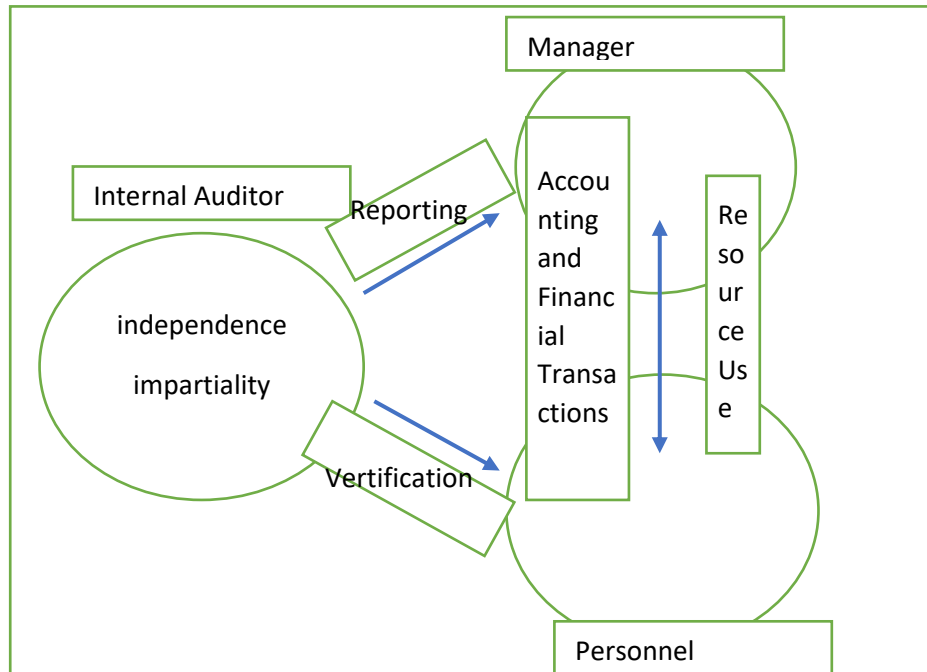 Manager
Internal Auditor
Reporting
Accou
nting
and
Financ
ial
Transa
ctions
Re
so
ur
ce
Us
e
independence
impartiality
Vertification
Personnel